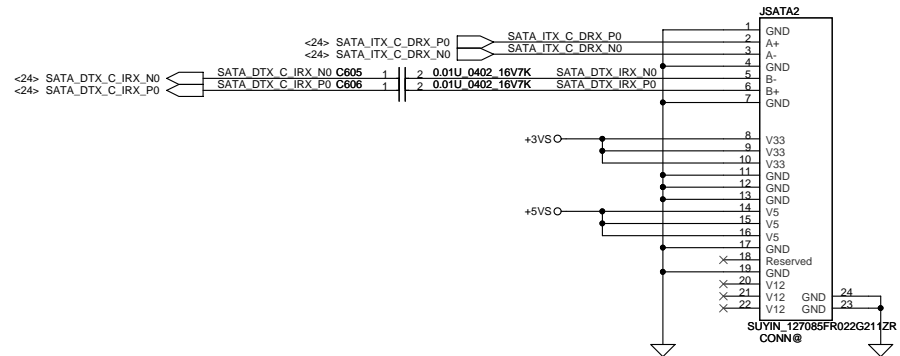 JSATA2
1 GND
<24> SATA_ITX_C_DRX_P0 SATA_ITX_C_DRX_P0 2 A+
<24> SATA_ITX_C_DRX_N0 SATA_ITX_C_DRX_N0 3 A-
4 GND
<24> SATA_DTX_C_IRX_N0 SATA_DTX_C_IRX_N0 C605 1 2 0.01U_0402_16V7K SATA_DTX_IRX_N0 5 B-
<24> SATA_DTX_C_IRX_P0 SATA_DTX_C_IRX_P0 C606 1 2 0.01U_0402_16V7K SATA_DTX_IRX_P0 6 B+
7 GND
+3VS 8 V33
9 V33
10 V33
11 GND
12 GND
13 GND
+5VS 14 V5
15 V5
16 V5
17 GND
18 Reserved
19 GND
20 V12
21 V12 GND 24
22 V12 GND 23
SUYIN_127085FR022G211ZR
CONN@